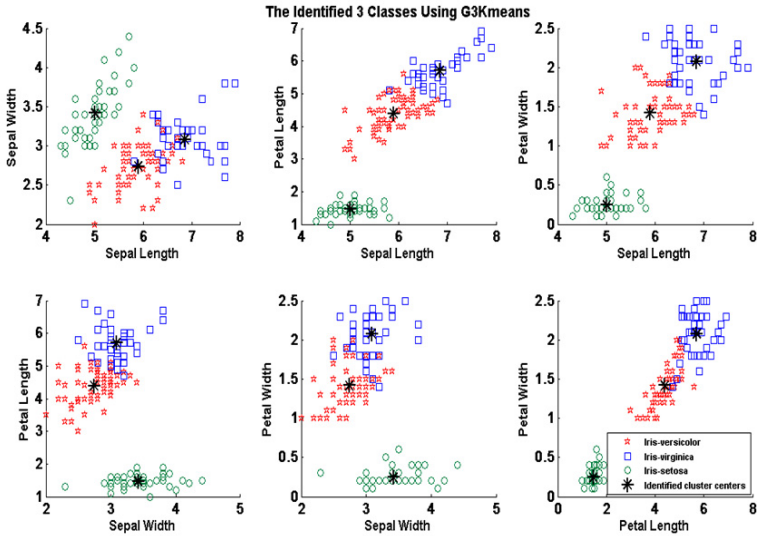 The Identified 3 Classes Using G3Kmeans
Sepal Width
4.5
4
3.5
3
2.5
2
4 5 6 7 8
Sepal Length
Petal Length
7
6
5
4
3
2
1
4 5 6 7 8
Sepal Length
Petal Width
2.5
2
1.5
1
0.5
0
4 5 6 7 8
Sepal Length
Petal Length
7
6
5
4
3
2
1
2 3 4 5
Sepal Width
Petal Width
2.5
2
1.5
1
0.5
0
2 3 4 5
Sepal Width
Petal Width
2.5
2
1.5
1
0.5
0
0 2 4 6 8
Petal Length
Iris-versicolor
Iris-virginica
Iris-setosa
Identified cluster centers